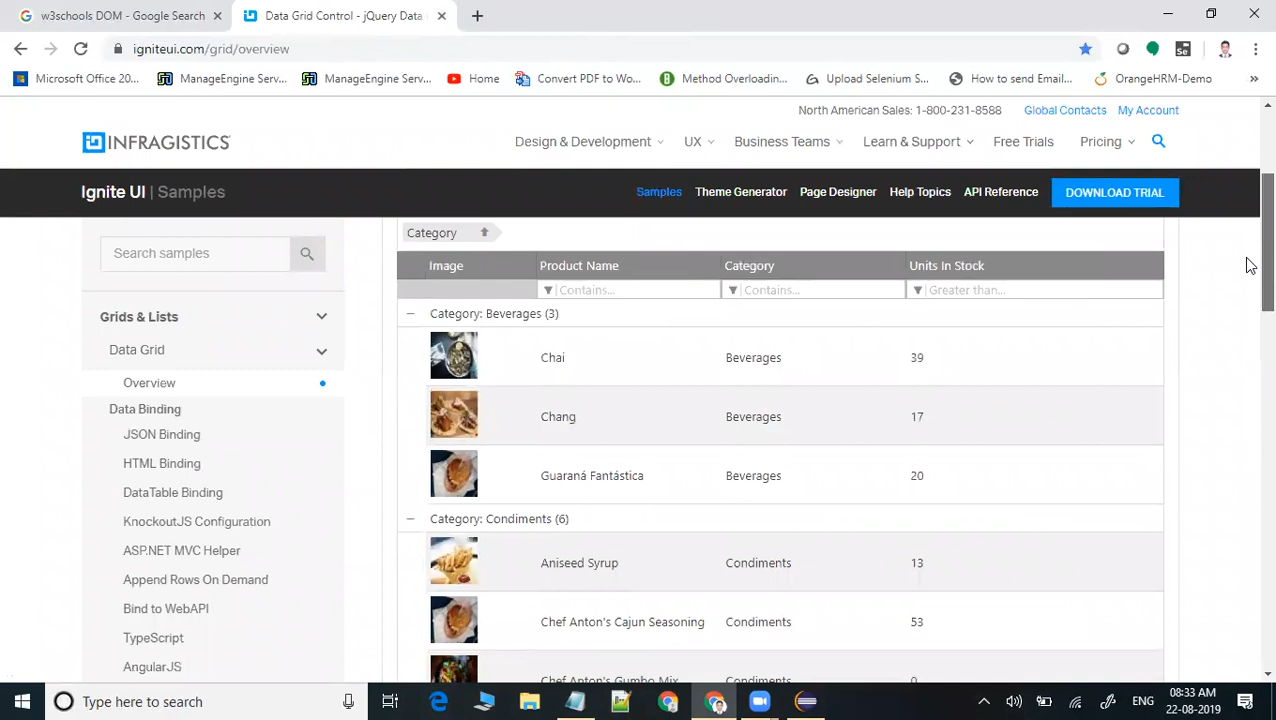 w3schools DOM - Google Search
Data Grid Control - jQuery Data
igniteui.com/grid/overview
Microsoft Office 20...
ManageEngine Serv...
ManageEngine Serv...
Home
Convert PDF to Wo...
Method Overloadin...
Upload Selenium S...
How to send Email...
OrangeHRM-Demo
North American Sales: 1-800-231-8588
Global Contacts
My Account
INFRAGISTICS
Design & Development
UX
Business Teams
Learn & Support
Free Trials
Pricing
Ignite UI | Samples
Samples
Theme Generator
Page Designer
Help Topics
API Reference
DOWNLOAD TRIAL
Search samples
Grids & Lists
Data Grid
Overview
Data Binding
JSON Binding
HTML Binding
DataTable Binding
KnockoutJS Configuration
ASP.NET MVC Helper
Append Rows On Demand
Bind to WebAPI
TypeScript
AngularJS
Category
Image Product Name Category Units In Stock
Contains... Contains... Greater than...
Category: Beverages (3)
Chai Beverages 39
Chang Beverages 17
Guaraná Fantástica Beverages 20
Category: Condiments (6)
Aniseed Syrup Condiments 13
Chef Anton's Cajun Seasoning Condiments 53
Chef Anton's Gumbo Mix Condiments 0
Type here to search
ENG
08:33 AM
22-08-2019